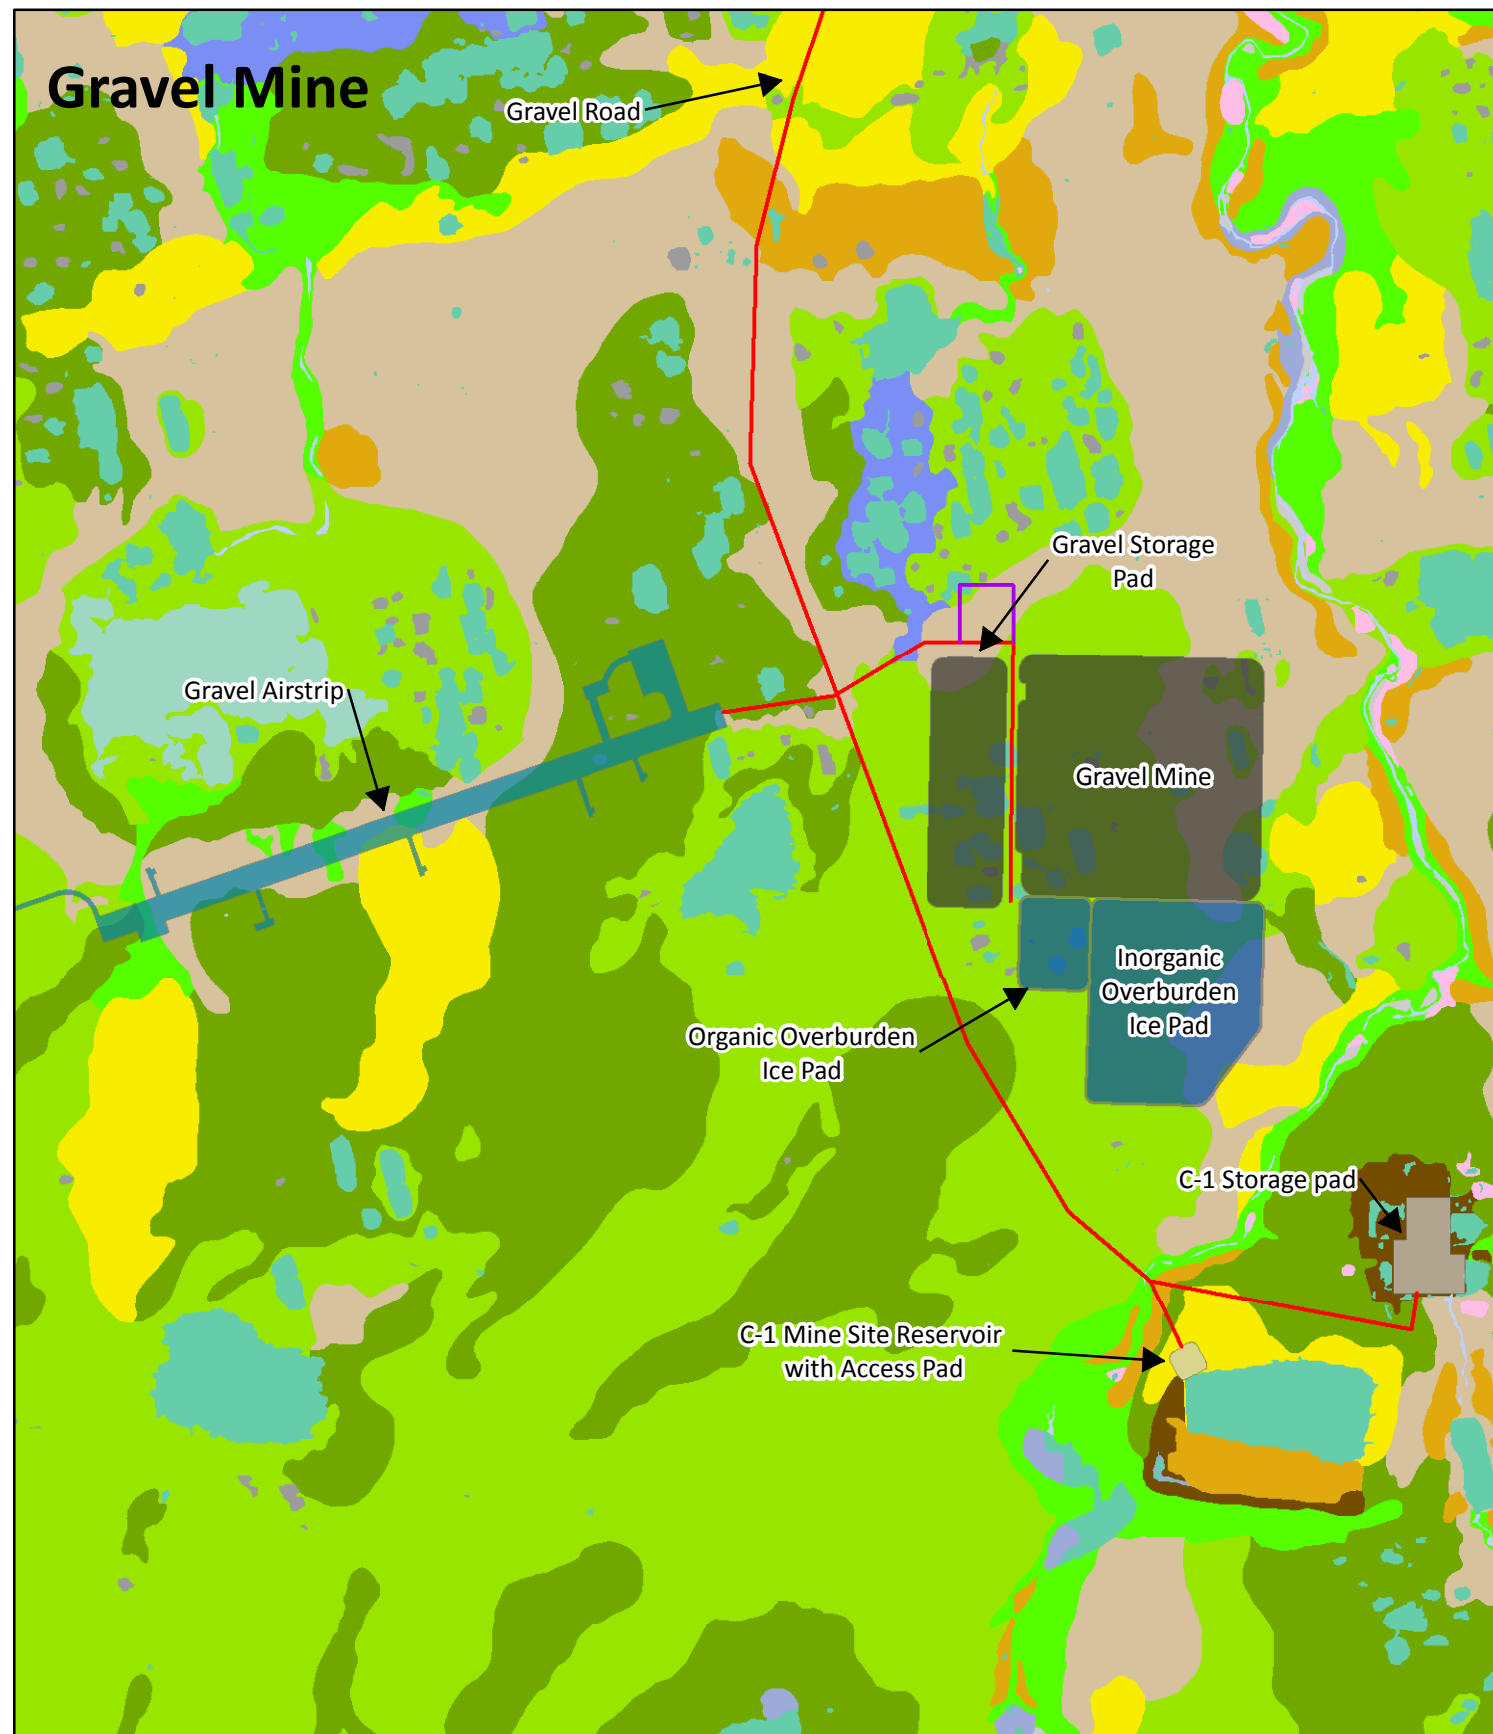 Gravel Mine
Gravel Road
Gravel Storage
Pad
Gravel Airstrip
Gravel Mine
Inorganic
Overburden
Ice Pad
Organic Overburden
Ice Pad
C-1 Storage pad
C-1 Mine Site Reservoir
with Access Pad